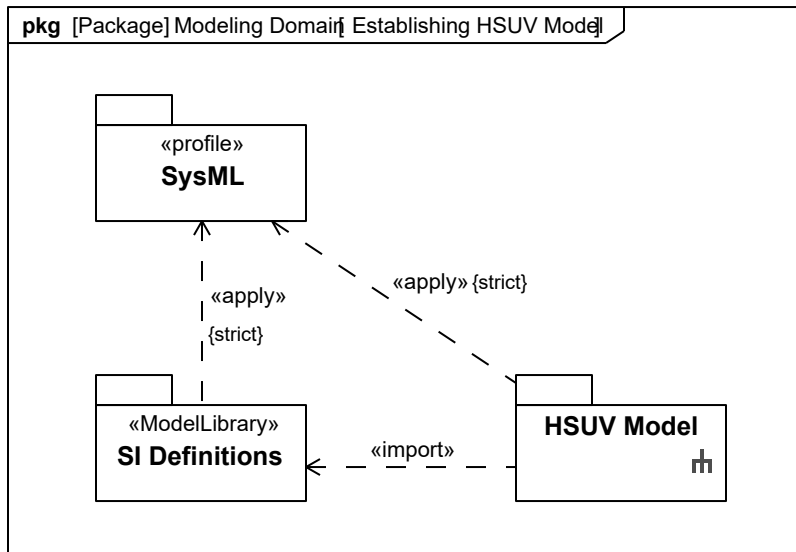 pkg [Package] Modeling Domain[ Establishing HSUV Model]
«profile»
SysML
«apply» {strict}
«apply»
{strict}
«ModelLibrary»
SI Definitions
«import»
HSUV Model